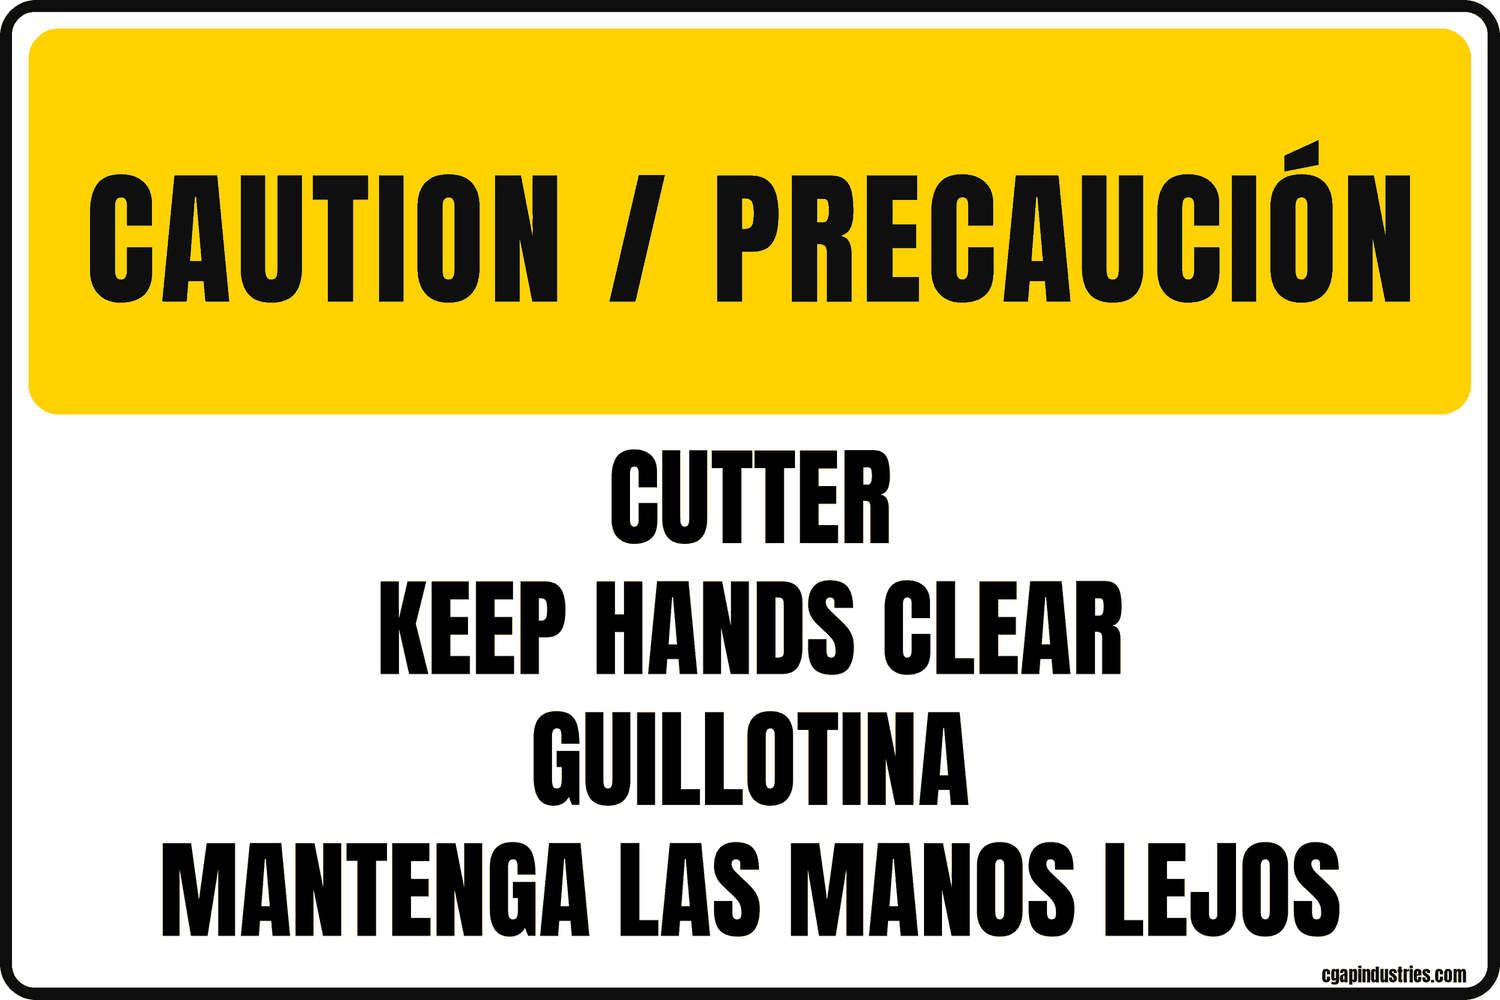 CAUTION / PRECAUCIÓN
CUTTER
KEEP HANDS CLEAR
GUILLOTINA
MANTENGA LAS MANOS LEJOS
cgapindustries.com